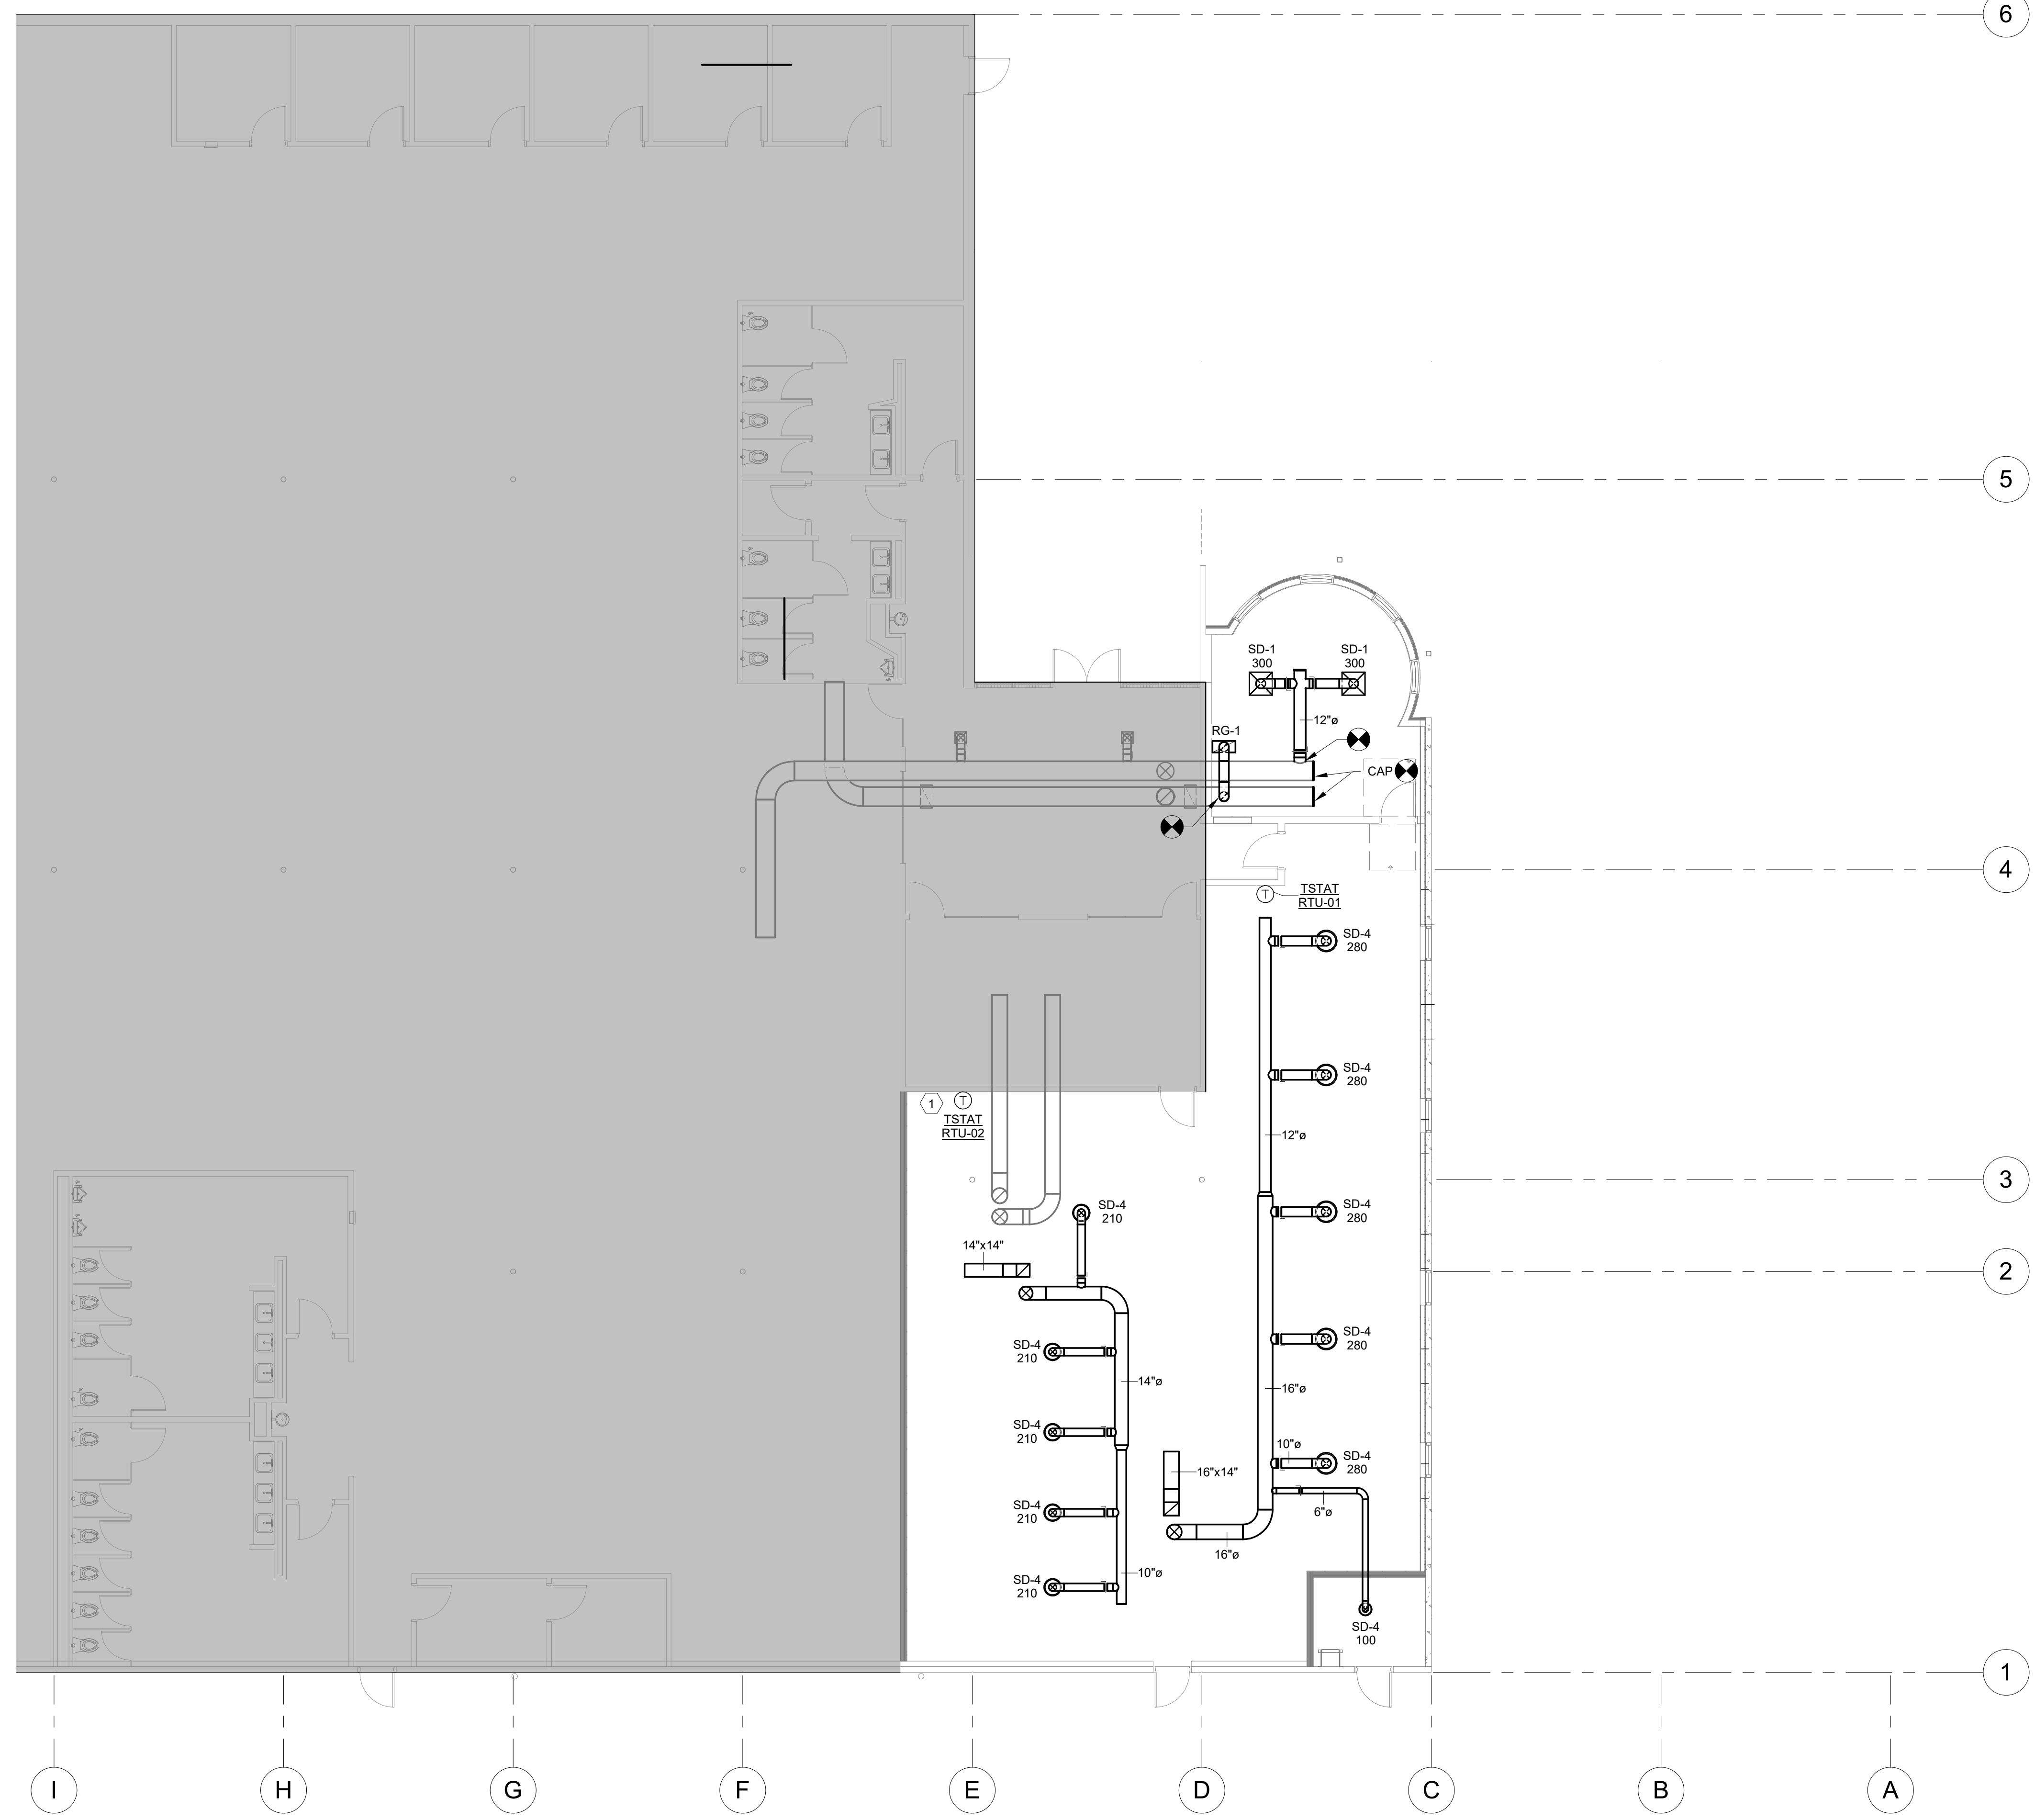 6
5
SD-1
300
SD-1
300
12"ø
RG-1
CAP
4
T
TSTAT
RTU-01
SD-4
280
SD-4
280
1
T
TSTAT
RTU-02
12"ø
3
SD-4
210
SD-4
280
14"x14"
2
SD-4
280
SD-4
210
14"ø
16"ø
SD-4
210
10"ø
SD-4
280
16"x14"
SD-4
210
6"ø
16"ø
10"ø
SD-4
210
SD-4
100
1
I
H
G
F
E
D
C
B
A